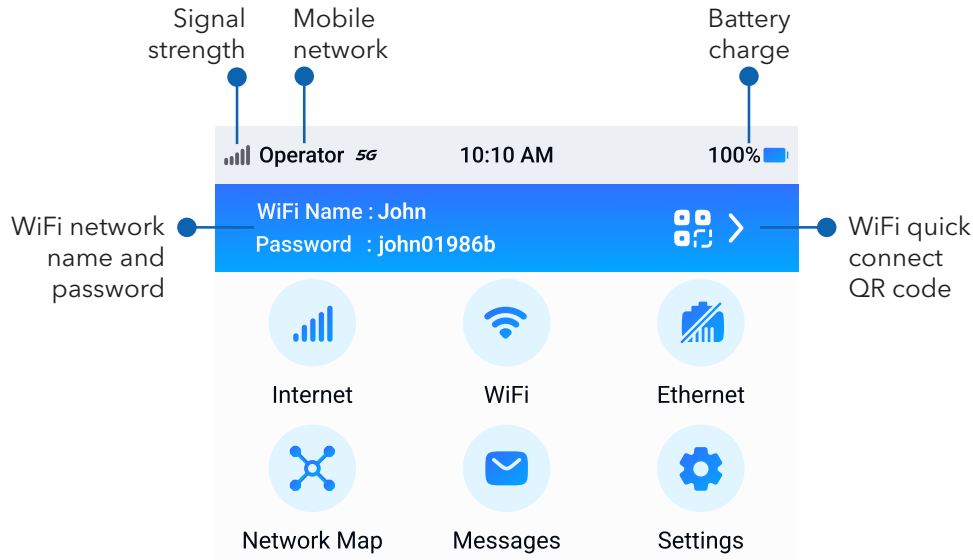 Signal
strength
Mobile
network
Battery
charge
Operator 5G 10:10 AM 100%
WiFi Name : John
Password : john01986b
WiFi network
name and
password
WiFi quick
connect
QR code
Internet WiFi Ethernet
Network Map Messages Settings